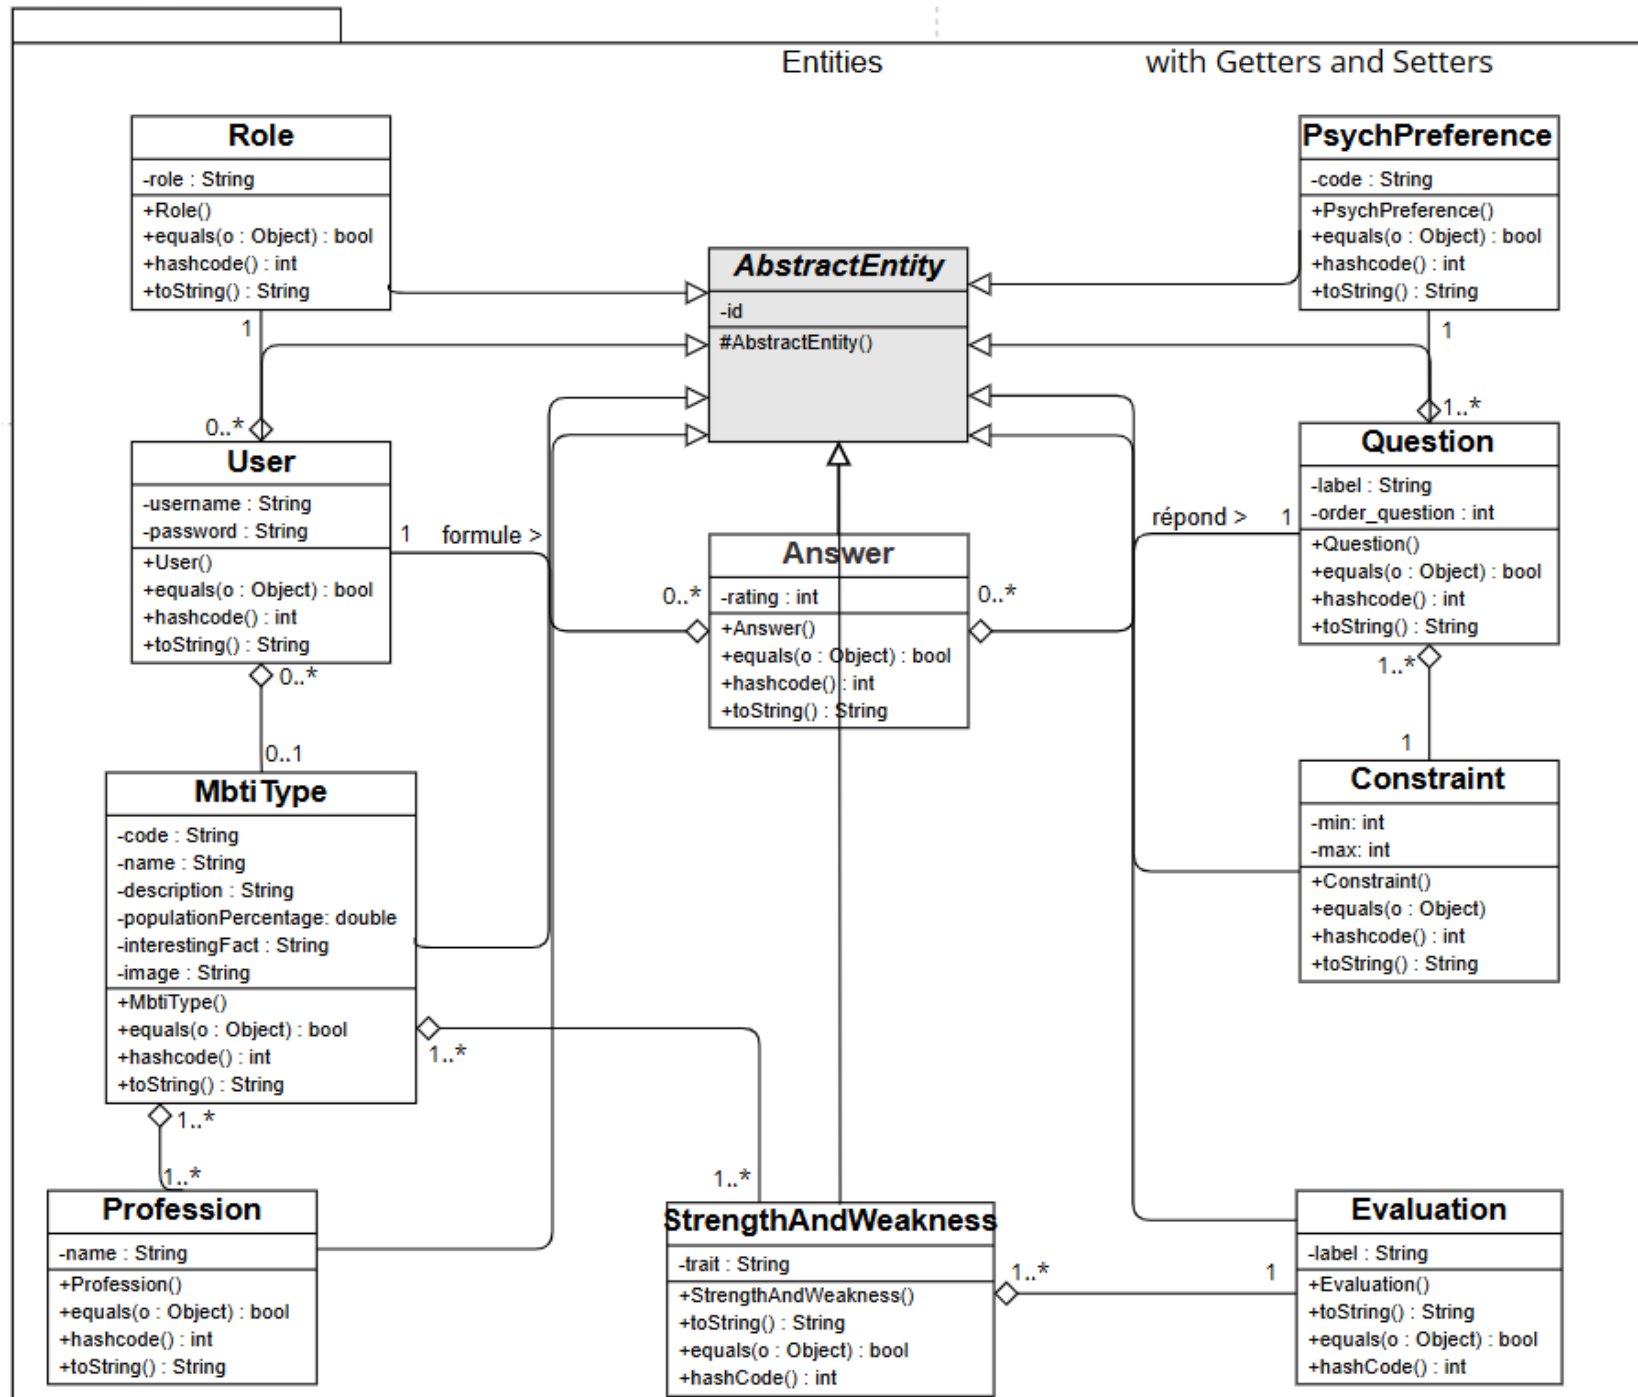 Entities
with Getters and Setters
Role
-role : String
+Role()
+equals(o : Object) : bool
+hashcode() : int
+toString() : String
1
0..*
User
-username : String
-password : String
+User()
+equals(o : Object) : bool
+hashcode() : int
+toString() : String
1
formule >
0..*
0..1
MbtiType
-code : String
-name : String
-description : String
-populationPercentage: double
-interestingFact : String
-image : String
+MbtiType()
+equals(o : Object) : bool
+hashcode() : int
+toString() : String
1..*
1..*
1..*
1..*
Profession
-name : String
+Profession()
+equals(o : Object) : bool
+hashcode() : int
+toString() : String
AbstractEntity
-id
#AbstractEntity()
Answer
-rating : int
+Answer()
+equals(o : Object) : bool
+hashcode() : int
+toString() : String
0..*
0..*
StrengthAndWeakness
-trait : String
+StrengthAndWeakness()
+toString() : String
+equals(o : Object) : bool
+hashCode() : int
1..*
1
PsychPreference
-code : String
+PsychPreference()
+equals(o : Object) : bool
+hashcode() : int
+toString() : String
1
1..*
Question
-label : String
-order_question : int
+Question()
+equals(o : Object) : bool
+hashcode() : int
+toString() : String
répond >
1
1..*
1
Constraint
-min: int
-max: int
+Constraint()
+equals(o : Object)
+hashcode() : int
+toString() : String
Evaluation
-label : String
+Evaluation()
+toString() : String
+equals(o : Object) : bool
+hashCode() : int